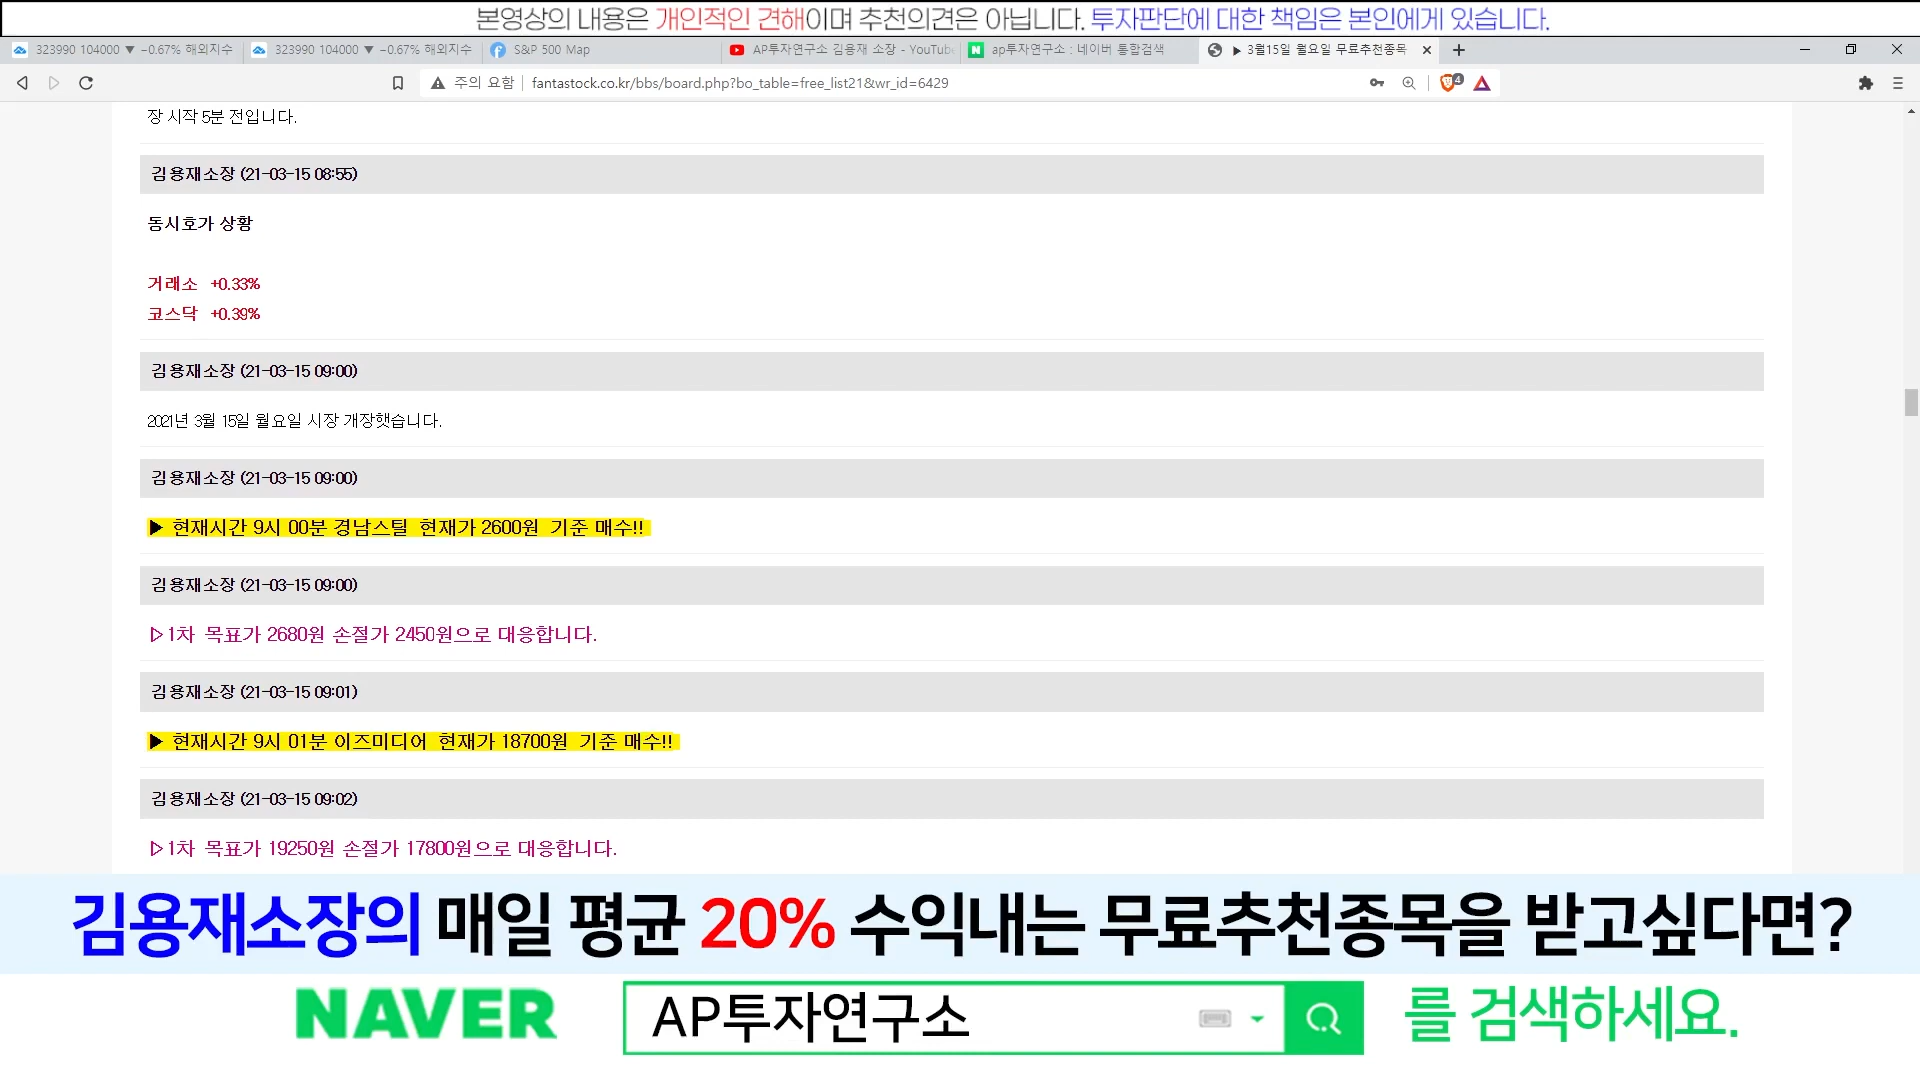 본영상의 내용은 개인적인 견해이며 추천의견은 아닙니다. 투자판단에 대한 책임은 본인에게 있습니다.
323990 104000 ▼ -0.67% 해외지수
323990 104000 ▼ -0.67% 해외지수
S&P 500 Map
AP투자연구소 김용재 소장 - YouTub
ap투자연구소 : 네이버 통합검색
▶ 3월15일 월요일 무료추천종목
주의 요함
fantastock.co.kr/bbs/board.php?bo_table=free_list21&wr_id=6429
4
장 시작 5분 전입니다.
김용재소장 (21-03-15 08:55)
동시호가 상황
거래소 +0.33%
코스닥 +0.39%
김용재소장 (21-03-15 09:00)
2021년 3월 15일 월요일 시장 개장햇습니다.
김용재소장 (21-03-15 09:00)
▶ 현재시간 9시 00분 경남스틸 현재가 2600원 기준 매수!!
김용재소장 (21-03-15 09:00)
▷1차 목표가 2680원 손절가 2450원으로 대응합니다.
김용재소장 (21-03-15 09:01)
▶ 현재시간 9시 01분 이즈미디어 현재가 18700원 기준 매수!!
김용재소장 (21-03-15 09:02)
▷1차 목표가 19250원 손절가 17800원으로 대응합니다.
김용재소장의 매일 평균 20% 수익내는 무료추천종목을 받고싶다면?
NAVER AP투자연구소 를 검색하세요.